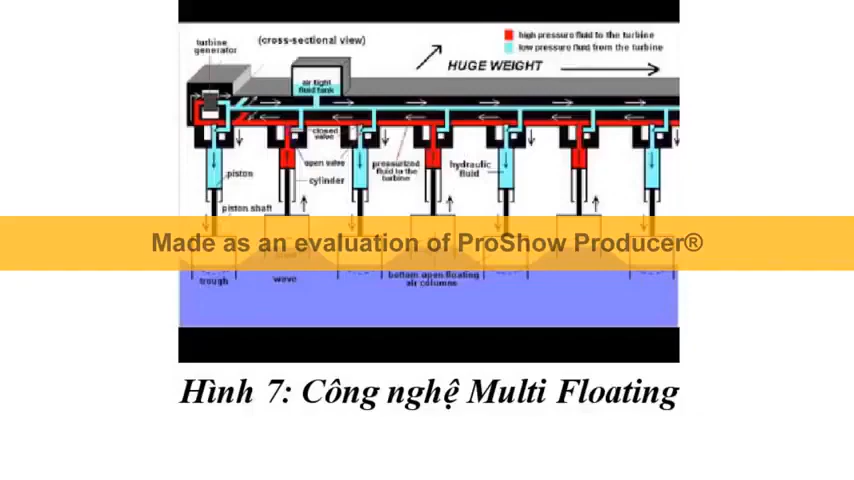 turbine
generator
(cross-sectional view)
high pressure fluid to the turbine
low pressure fluid from the turbine
HUGE WEIGHT
air tight
fluid tank
closed
valve
open valve
pressurized
fluid to the
turbine
hydraulic
fluid
piston
cylinder
piston shaft
Made as an evaluation of ProShow Producer®
trough
wave
bottom open floating
air columns
Hình 7: Công nghệ Multi Floating